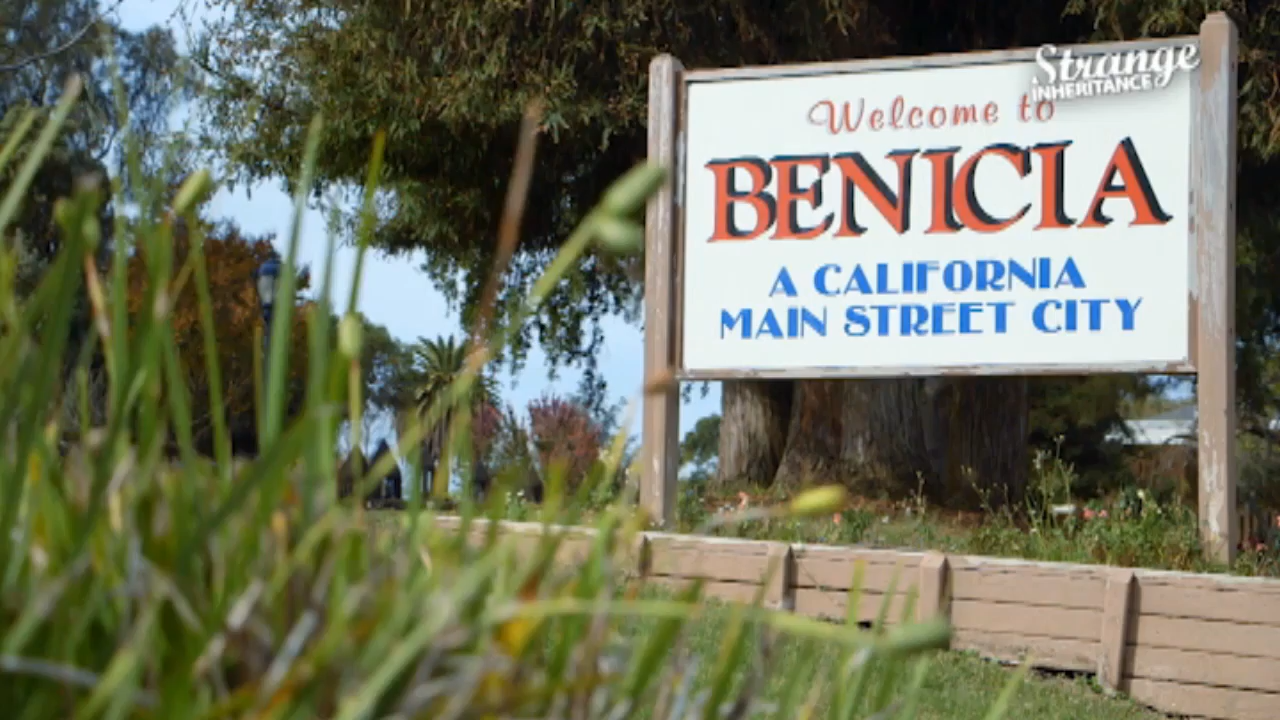 Strange
INHERITANCE
Welcome to
BENICIA
A CALIFORNIA
MAIN STREET CITY